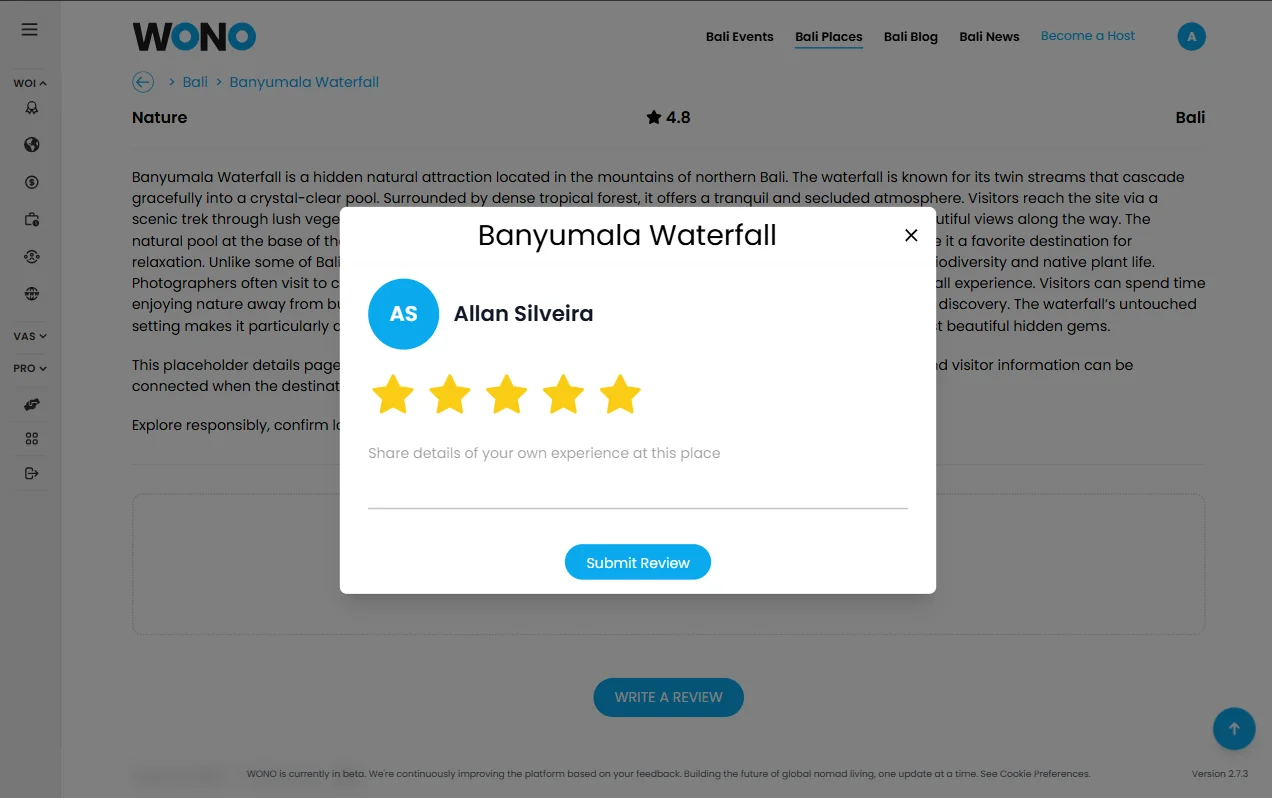 WONO
Bali Events
Bali Places
Bali Blog
Bali News
Become a Host
A
WOI
> Bali > Banyumala Waterfall
Nature
4.8
Bali
Banyumala Waterfall is a hidden natural attraction located in the mountains of northern Bali. The waterfall is known for its twin streams that cascade
gracefully into a crystal-clear pool. Surrounded by dense tropical forest, it offers a tranquil and secluded atmosphere. Visitors reach the site via a
scenic trek through lush vege
utiful views along the way. The
natural pool at the base of the
e it a favorite destination for
relaxation. Unlike some of Bali
iodiversity and native plant life.
Photographers often visit to c
all experience. Visitors can spend time
enjoying nature away from bu
discovery. The waterfall's untouched
setting makes it particularly
t beautiful hidden gems.
This placeholder details page
d visitor information can be
connected when the destinat
Explore responsibly, confirm lo
VAS
PRO
Banyumala Waterfall
AS
Allan Silveira
Share details of your own experience at this place
Submit Review
WRITE A REVIEW
WONO is currently in beta. We're continuously improving the platform based on your feedback. Building the future of global nomad living, one update at a time. See Cookie Preferences.
Version 2.7.3